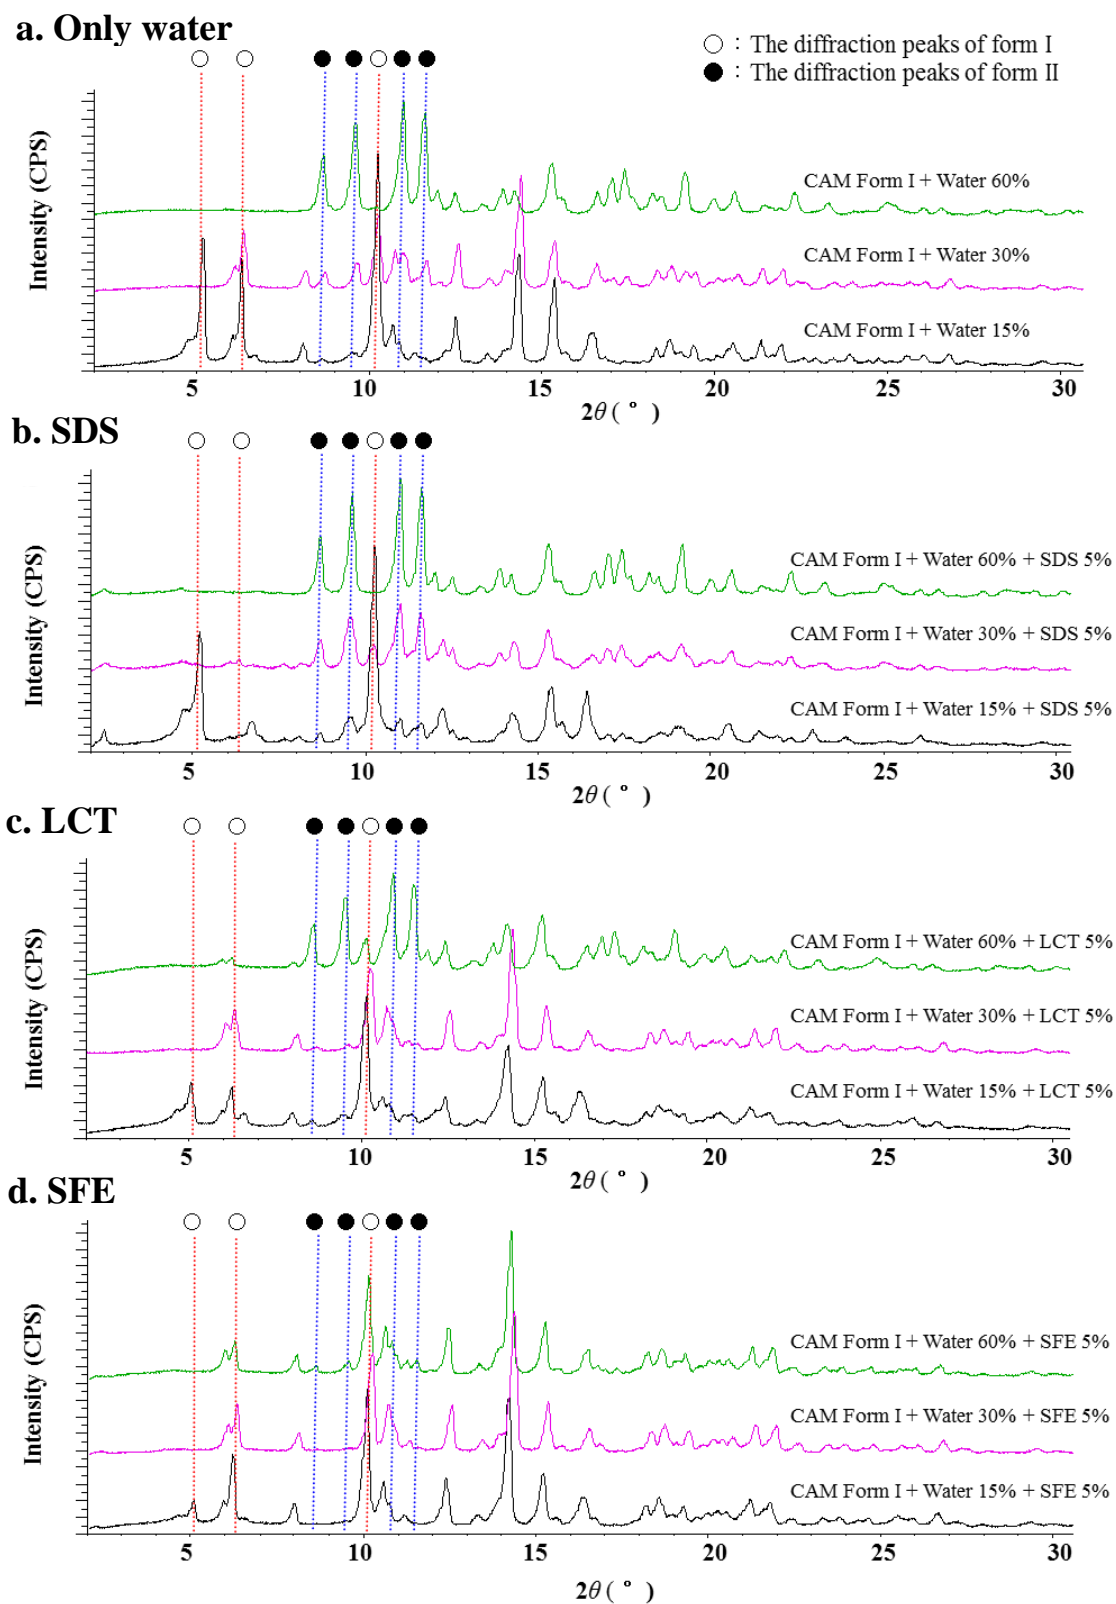 a. Only water
○ : The diffraction peaks of form I
● : The diffraction peaks of form II
Intensity (CPS)
CAM Form I + Water 60%
CAM Form I + Water 30%
CAM Form I + Water 15%
5 10 15 20 25 30
2θ ( ° )
b. SDS
Intensity (CPS)
CAM Form I + Water 60% + SDS 5%
CAM Form I + Water 30% + SDS 5%
CAM Form I + Water 15% + SDS 5%
5 10 15 20 25 30
2θ ( ° )
c. LCT
Intensity (CPS)
CAM Form I + Water 60% + LCT 5%
CAM Form I + Water 30% + LCT 5%
CAM Form I + Water 15% + LCT 5%
5 10 15 20 25 30
2θ ( ° )
d. SFE
Intensity (CPS)
CAM Form I + Water 60% + SFE 5%
CAM Form I + Water 30% + SFE 5%
CAM Form I + Water 15% + SFE 5%
5 10 15 20 25 30
2θ ( ° )